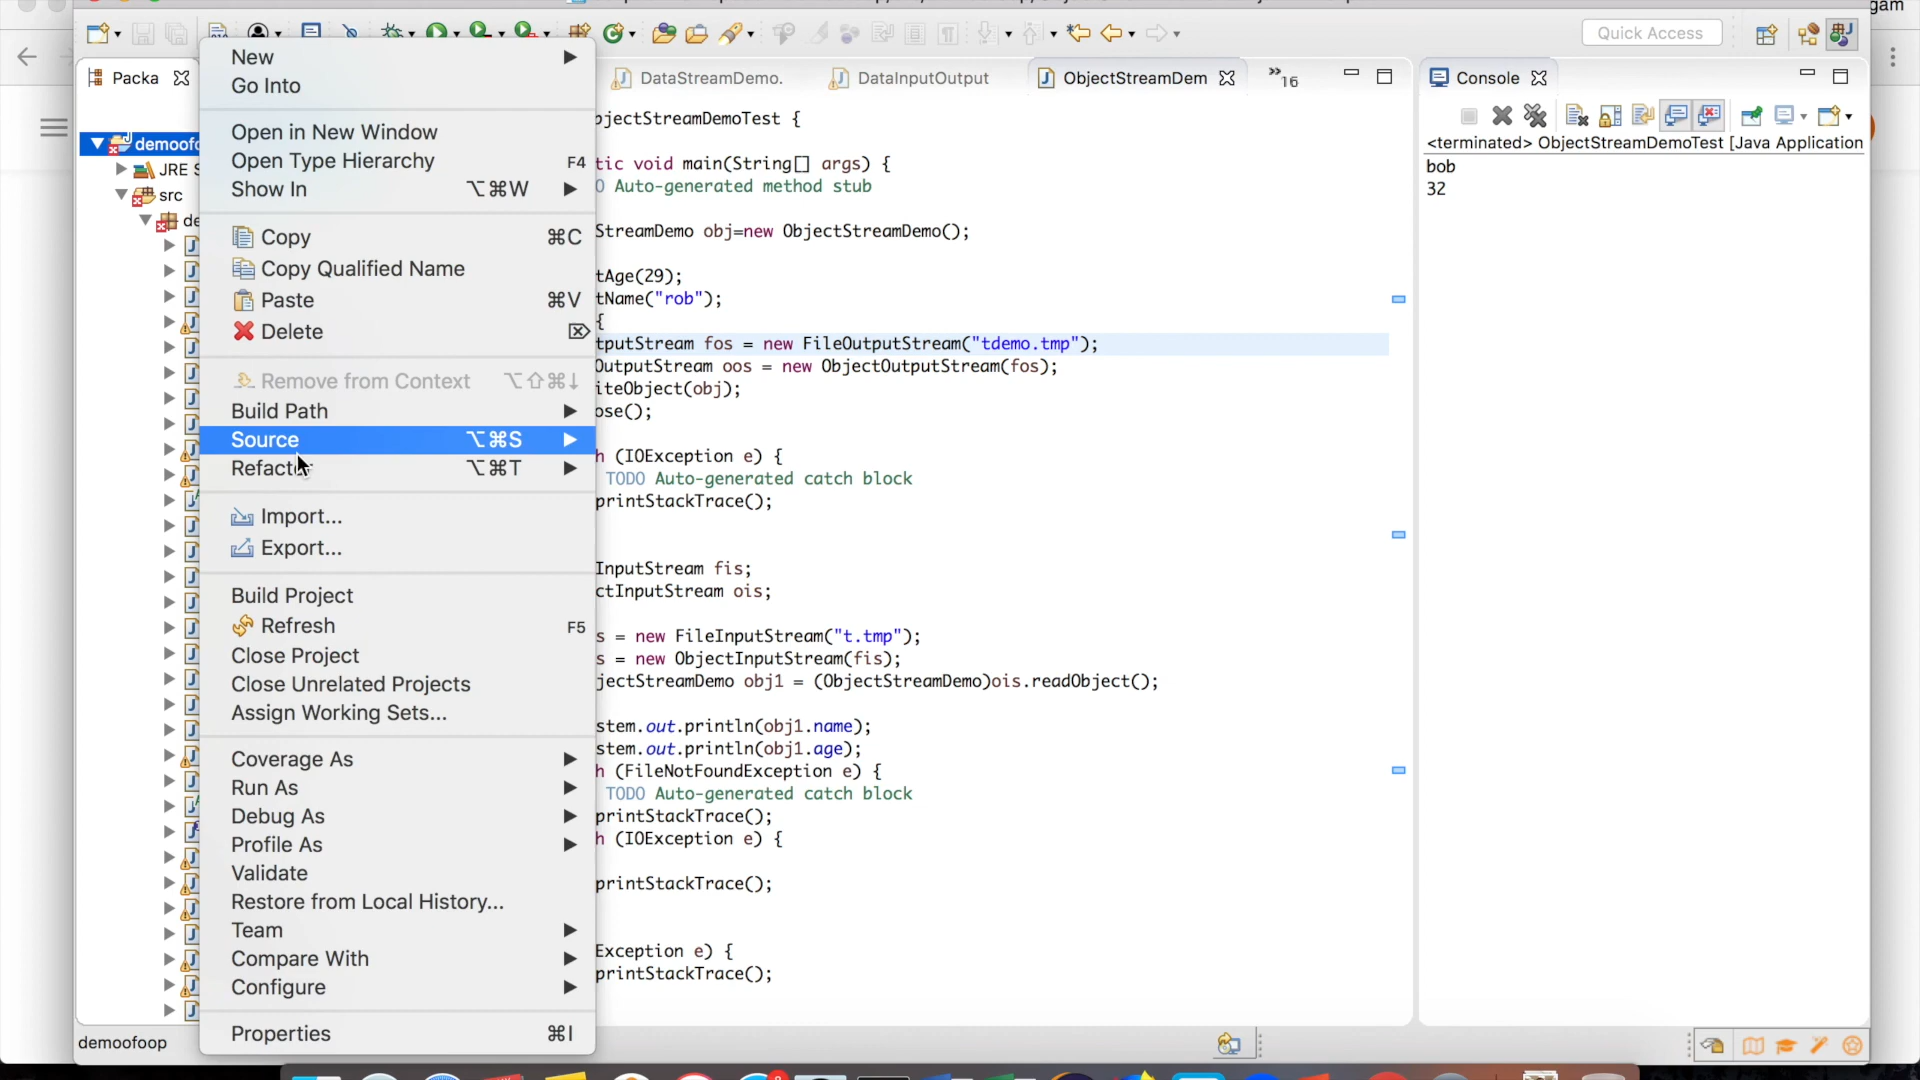 gam
Quick Access
Packa
DataStreamDemo.
DataInputOutput
ObjectStreamDem
16
Console
<terminated> ObjectStreamDemoTest [Java Application
bob
32
demoofo
JRE S
src
de
New
Go Into
Open in New Window
Open Type Hierarchy F4
Show In ⌥⌘W
Copy ⌘C
Copy Qualified Name
Paste ⌘V
Delete ⌦
Remove from Context ⌥⇧⌘↓
Build Path
Source ⌥⌘S
Refactor ⌥⌘T
Import...
Export...
Build Project
Refresh F5
Close Project
Close Unrelated Projects
Assign Working Sets...
Coverage As
Run As
Debug As
Profile As
Validate
Restore from Local History...
Team
Compare With
Configure
Properties ⌘I
bjectStreamDemoTest {
tic void main(String[] args) {
O Auto-generated method stub
StreamDemo obj=new ObjectStreamDemo();
tAge(29);
tName("rob");
{
tputStream fos = new FileOutputStream("tdemo.tmp");
OutputStream oos = new ObjectOutputStream(fos);
iteObject(obj);
ose();
h (IOException e) {
TODO Auto-generated catch block
printStackTrace();
InputStream fis;
ctInputStream ois;
s = new FileInputStream("t.tmp");
s = new ObjectInputStream(fis);
jectStreamDemo obj1 = (ObjectStreamDemo)ois.readObject();
stem.out.println(obj1.name);
stem.out.println(obj1.age);
h (FileNotFoundException e) {
TODO Auto-generated catch block
printStackTrace();
h (IOException e) {
printStackTrace();
Exception e) {
printStackTrace();
demoofoop